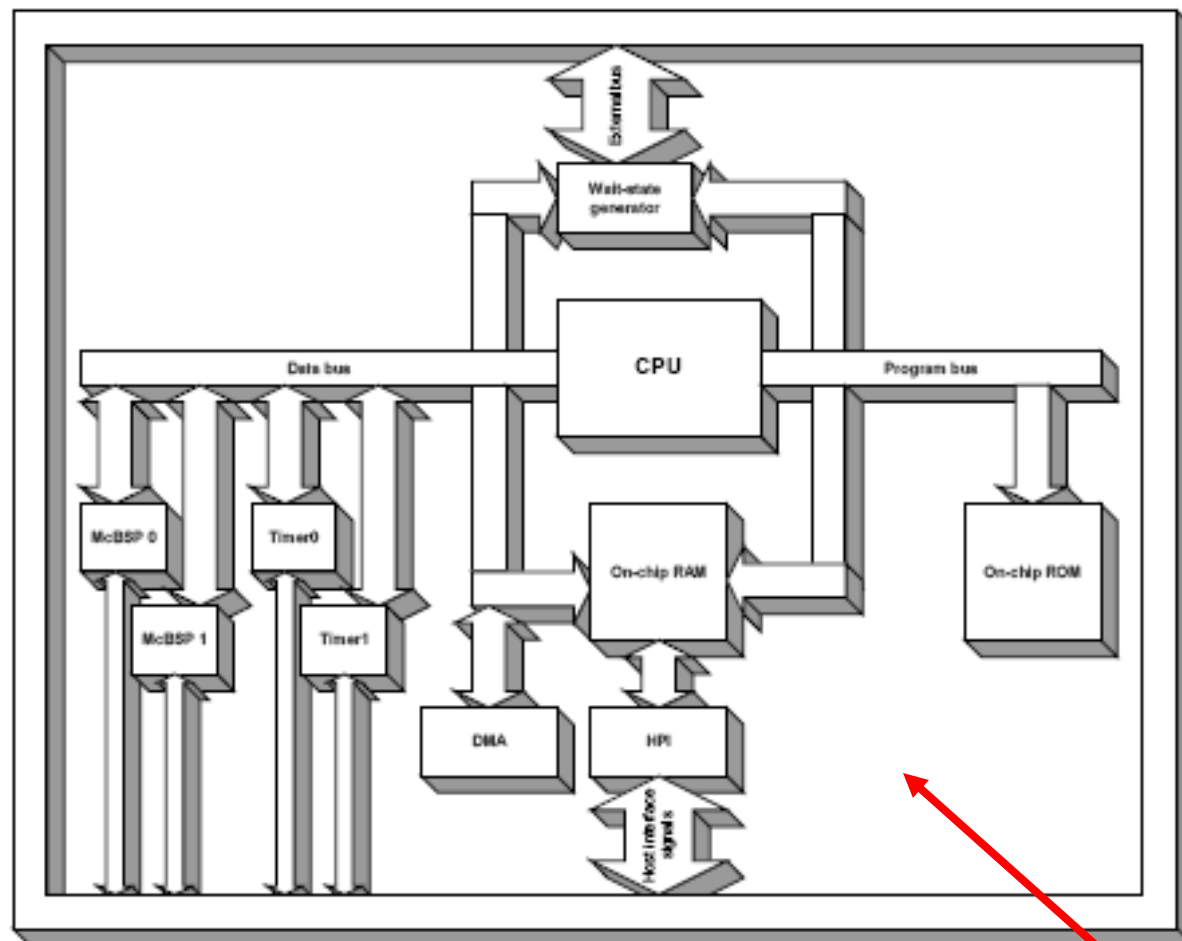 External bus
Wait-state
generator
CPU
Data bus
Program bus
McBSP 0
Timer0
On-chip RAM
On-chip ROM
McBSP 1
Timer1
DMA
HPI
Host interface
signals